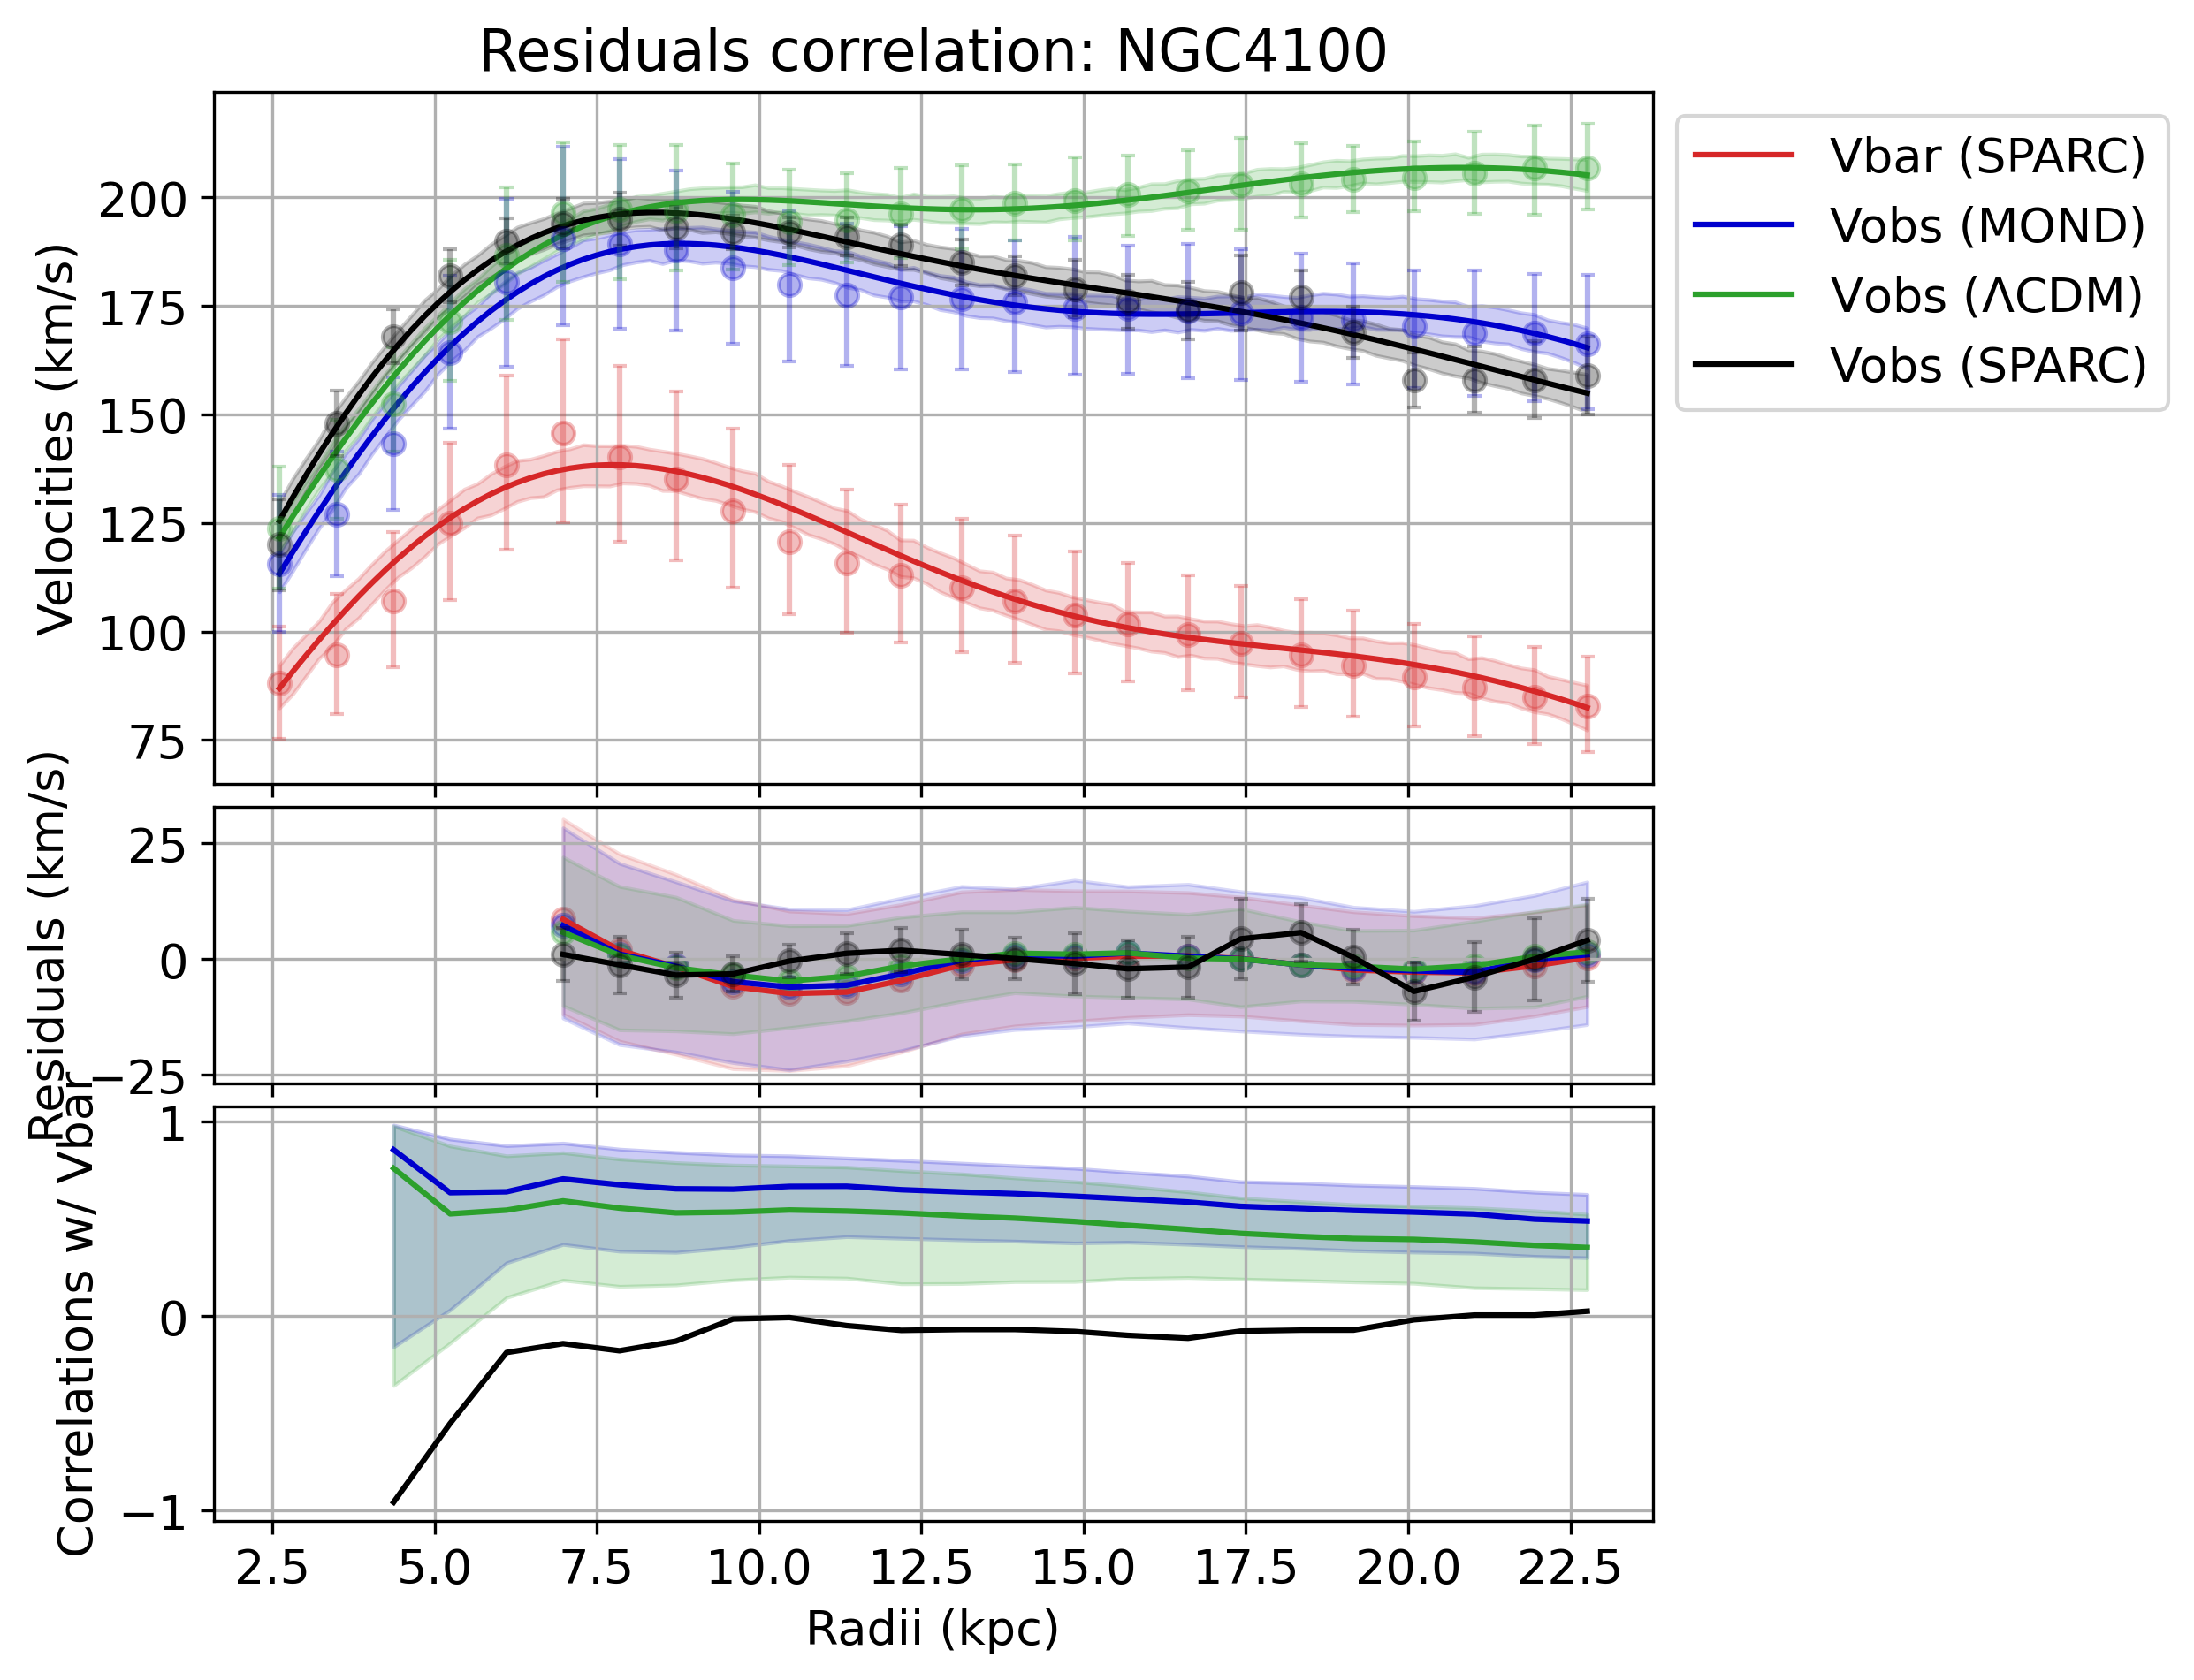 Residuals correlation: NGC4100
Velocities (km/s)
200
175
150
125
100
75
Vbar (SPARC)
Vobs (MOND)
Vobs (ΛCDM)
Vobs (SPARC)
Residuals (km/s)
25
0
−25
Correlations w/ Vbar
1
0
−1
2.5 5.0 7.5 10.0 12.5 15.0 17.5 20.0 22.5
Radii (kpc)